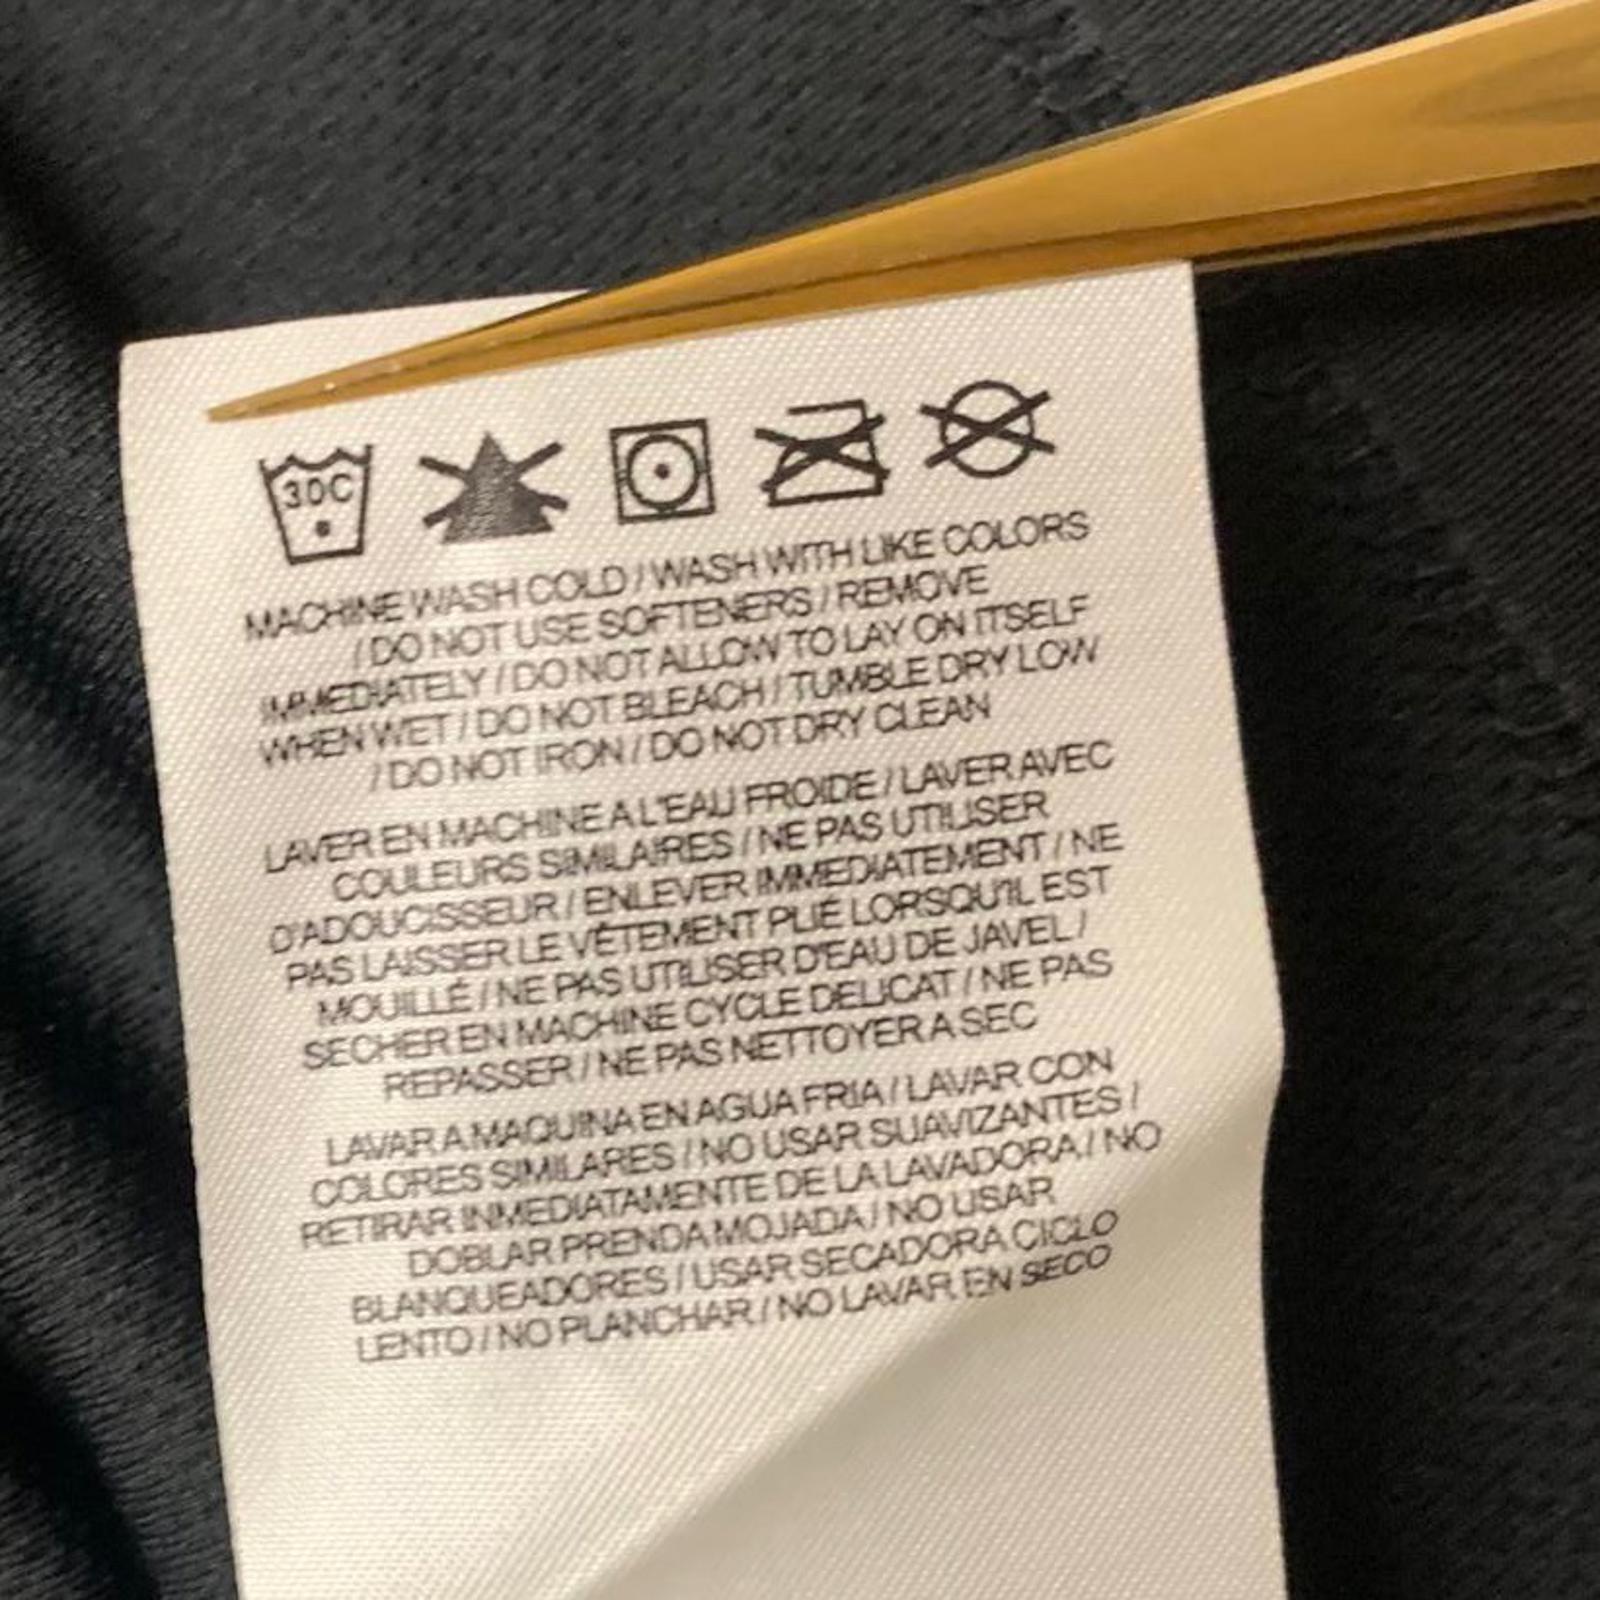 30C
MACHINE WASH COLD / WASH WITH LIKE COLORS
/ DO NOT USE SOFTENERS / REMOVE
IMMEDIATELY / DO NOT ALLOW TO LAY ON ITSELF
WHEN WET / DO NOT BLEACH / TUMBLE DRY LOW
/ DO NOT IRON / DO NOT DRY CLEAN
LAVER EN MACHINE A L'EAU FROIDE / LAVER AVEC
COULEURS SIMILAIRES / NE PAS UTILISER
D'ADOUCISSEUR / ENLEVER IMMEDIATEMENT / NE
PAS LAISSER LE VÊTEMENT PLIÉ LORSQU'IL EST
MOUILLÉ / NE PAS UTILISER D'EAU DE JAVEL /
SECHER EN MACHINE CYCLE DELICAT / NE PAS
REPASSER / NE PAS NETTOYER A SEC
LAVAR A MAQUINA EN AGUA FRIA / LAVAR CON
COLORES SIMILARES / NO USAR SUAVIZANTES /
RETIRAR INMEDIATAMENTE DE LA LAVADORA / NO
DOBLAR PRENDA MOJADA / NO USAR
BLANQUEADORES / USAR SECADORA CICLO
LENTO / NO PLANCHAR / NO LAVAR EN SECO